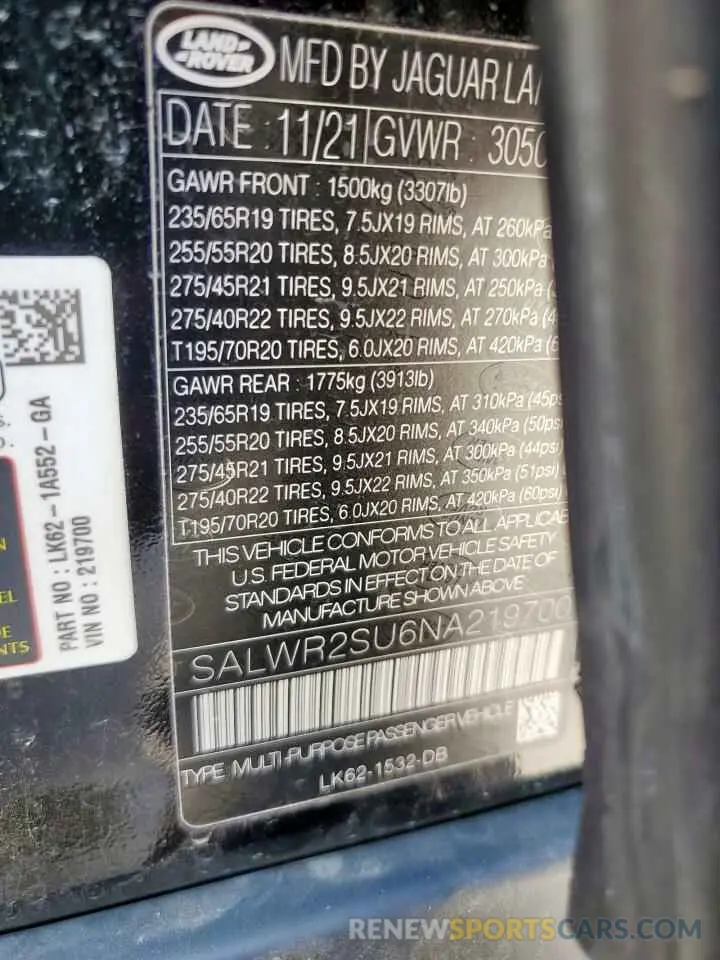 LAND ROVER
MFD BY JAGUAR LA
DATE : 11/21 GVWR : 305
GAWR FRONT : 1500kg (3307lb)
235/65R19 TIRES, 7.5JX19 RIMS, AT 260kPa
255/55R20 TIRES, 8.5JX20 RIMS, AT 300kPa
275/45R21 TIRES, 9.5JX21 RIMS, AT 250kPa (
275/40R22 TIRES, 9.5JX22 RIMS, AT 270kPa (
T195/70R20 TIRES, 6.0JX20 RIMS, AT 420kPa (
GAWR REAR : 1775kg (3913lb)
235/65R19 TIRES, 7.5JX19 RIMS, AT 310kPa (45ps
255/55R20 TIRES, 8.5JX20 RIMS, AT 340kPa (50psi
275/45R21 TIRES, 9.5JX21 RIMS, AT 300kPa (44psi)
275/40R22 TIRES, 9.5JX22 RIMS, AT 350kPa (51psi)
T195/70R20 TIRES, 6.0JX20 RIMS, AT 420kPa (60psi)
THIS VEHICLE CONFORMS TO ALL APPLICAB
U.S. FEDERAL MOTOR VEHICLE SAFETY
STANDARDS IN EFFECT ON THE DATE OF
MANUFACTURE SHOWN ABOVE
SALWR2SU6NA219700
TYPE: MULTI-PURPOSE PASSENGER VEHICLE
LK62-1532-DB
PART NO : LK62-1A552-GA
VIN NO : 219700
RENEWSPORTSCARS.COM